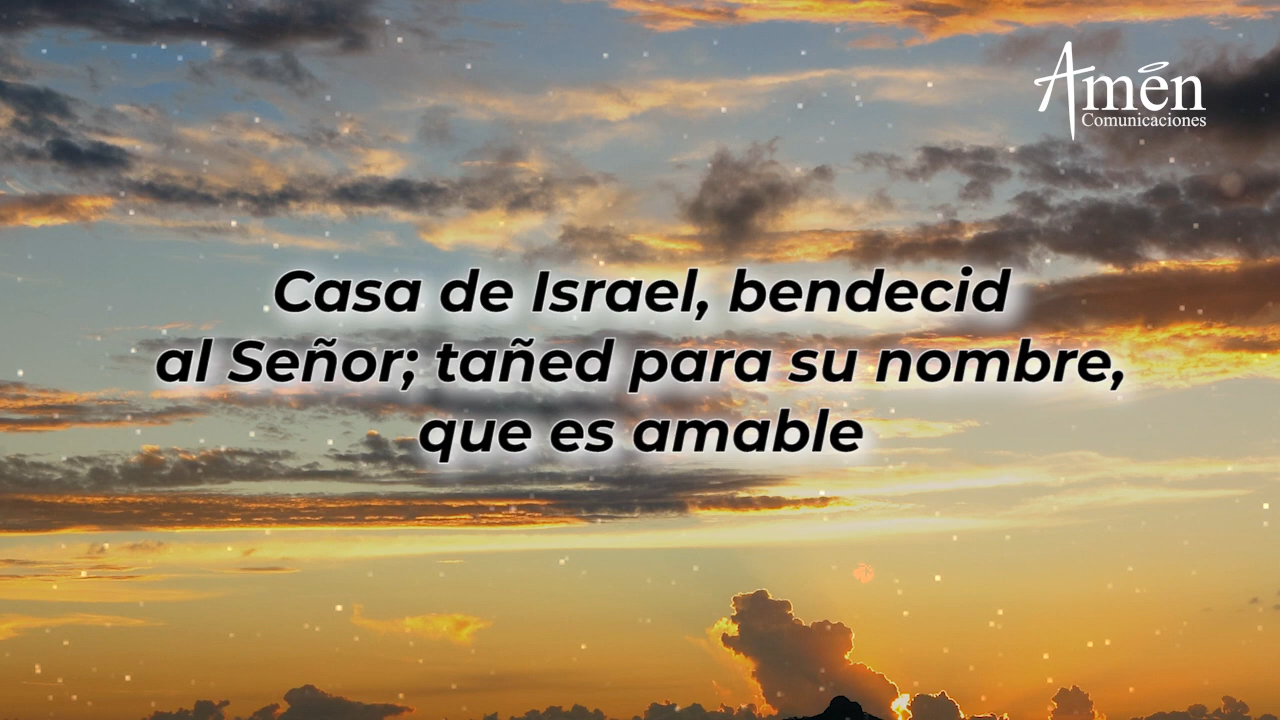 Amén
Comunicaciones
Casa de Israel, bendecid
al Señor; tañed para su nombre,
que es amable